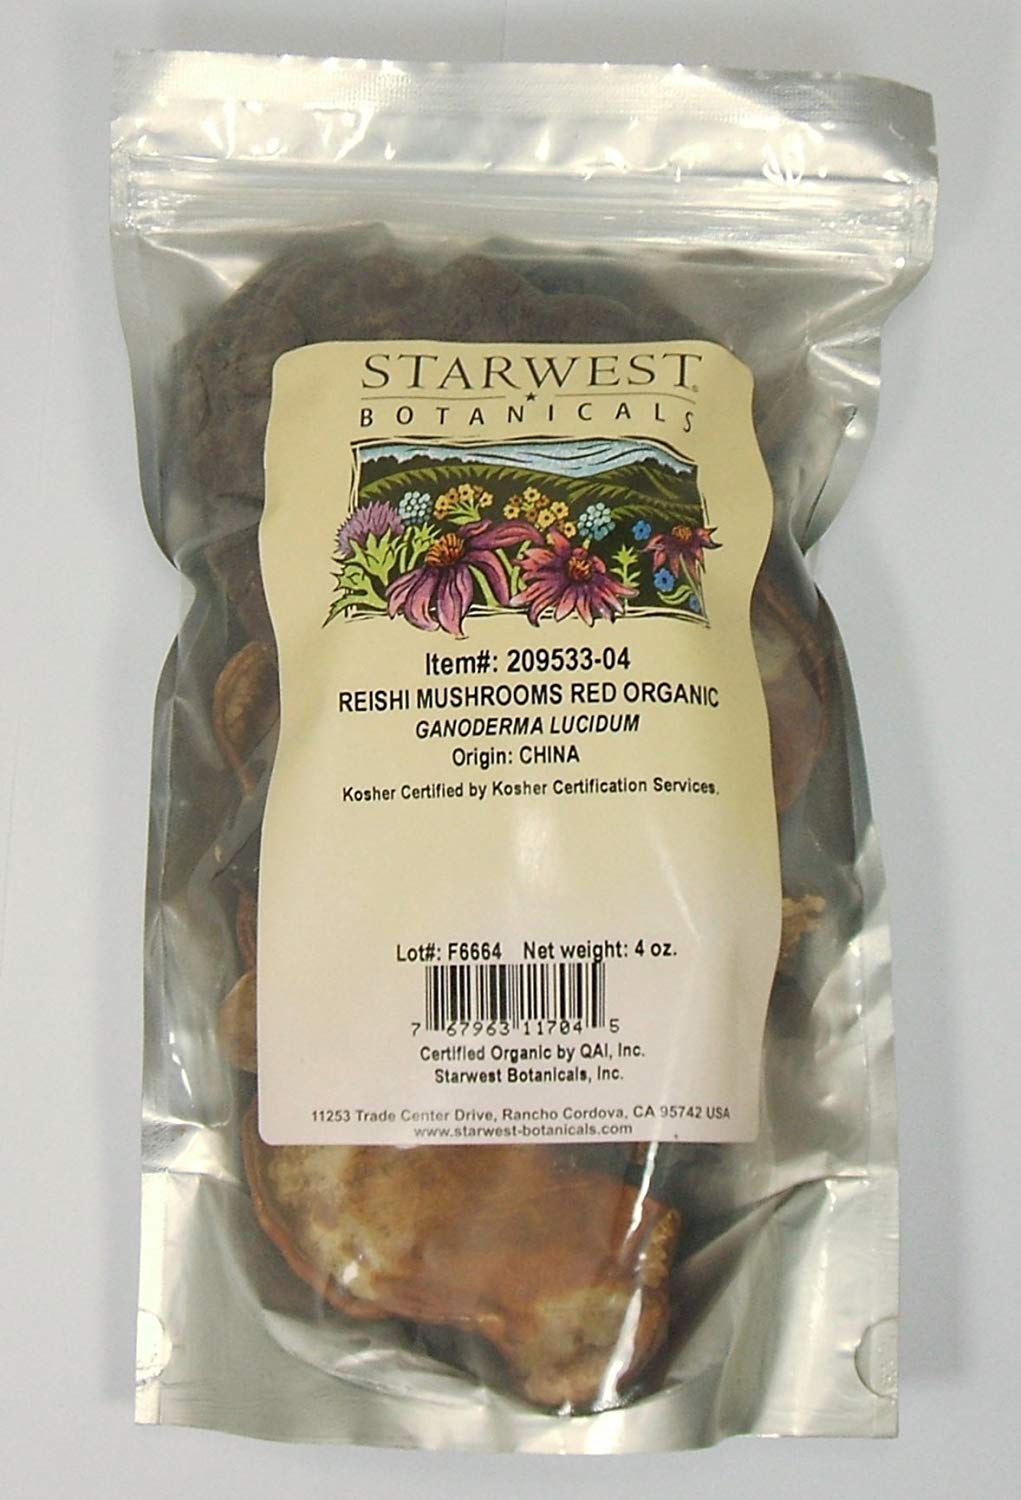 STARWEST®
BOTANICALS
Item#: 209533-04
REISHI MUSHROOMS RED ORGANIC
GANODERMA LUCIDUM
Origin: CHINA
Kosher Certified by Kosher Certification Services.
Lot#: F6664 Net weight: 4 oz.
7 67963 11704 5
Certified Organic by QAI, Inc.
Starwest Botanicals, Inc.
11253 Trade Center Drive, Rancho Cordova, CA 95742 USA
www.starwest-botanicals.com